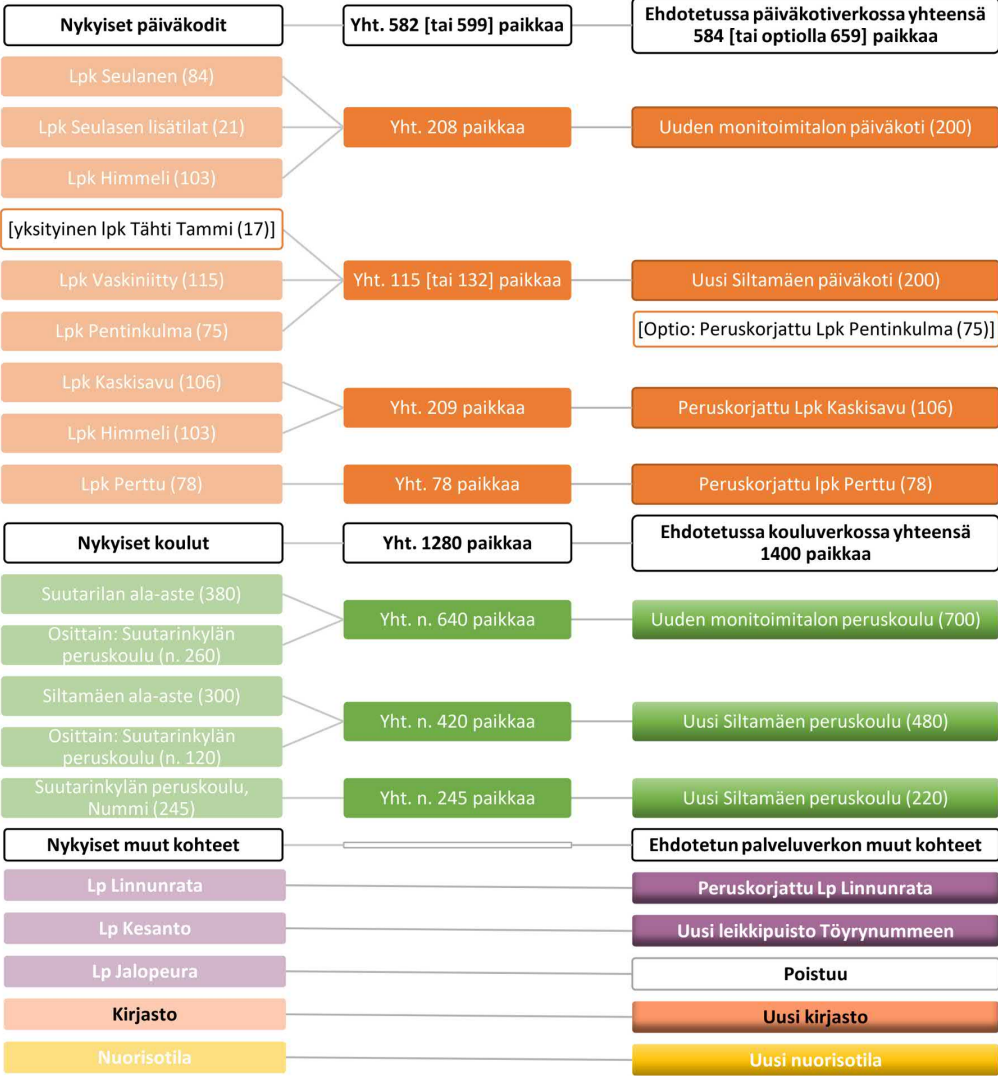 Nykyiset päiväkodit
Yht. 582 [tai 599] paikkaa
Ehdotetussa päiväkotiverkossa yhteensä
584 [tai optiolla 659] paikkaa
Lpk Seulanen (84)
Lpk Seulasen lisätilat (21)
Yht. 208 paikkaa
Uuden monitoimitalon päiväkoti (200)
Lpk Himmeli (103)
[yksityinen lpk Tähti Tammi (17)]
Lpk Vaskiniitty (115)
Yht. 115 [tai 132] paikkaa
Uusi Siltamäen päiväkoti (200)
Lpk Pentinkulma (75)
[Optio: Peruskorjattu Lpk Pentinkulma (75)]
Lpk Kaskisavu (106)
Yht. 209 paikkaa
Peruskorjattu Lpk Kaskisavu (106)
Lpk Himmeli (103)
Lpk Perttu (78)
Yht. 78 paikkaa
Peruskorjattu lpk Perttu (78)
Nykyiset koulut
Yht. 1280 paikkaa
Ehdotetussa kouluverkossa yhteensä
1400 paikkaa
Suutarilan ala-aste (380)
Yht. n. 640 paikkaa
Uuden monitoimitalon peruskoulu (700)
Osittain: Suutarinkylän
peruskoulu (n. 260)
Siltamäen ala-aste (300)
Yht. n. 420 paikkaa
Uusi Siltamäen peruskoulu (480)
Osittain: Suutarinkylän
peruskoulu (n. 120)
Suutarinkylän peruskoulu,
Nummi (245)
Yht. n. 245 paikkaa
Uusi Siltamäen peruskoulu (220)
Nykyiset muut kohteet
Ehdotetun palveluverkon muut kohteet
Lp Linnunrata
Peruskorjattu Lp Linnunrata
Lp Kesanto
Uusi leikkipuisto Töyrynummeen
Lp Jalopeura
Poistuu
Kirjasto
Uusi kirjasto
Nuorisotila
Uusi nuorisotila